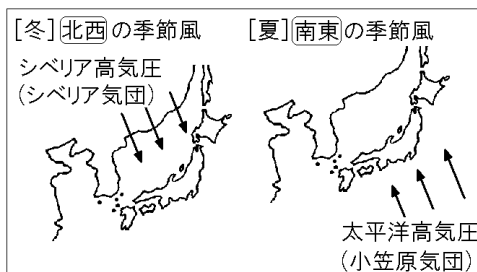 [冬]北西の季節風
シベリア高気圧
(シベリア気団)
[夏]南東の季節風
太平洋高気圧
(小笠原気団)